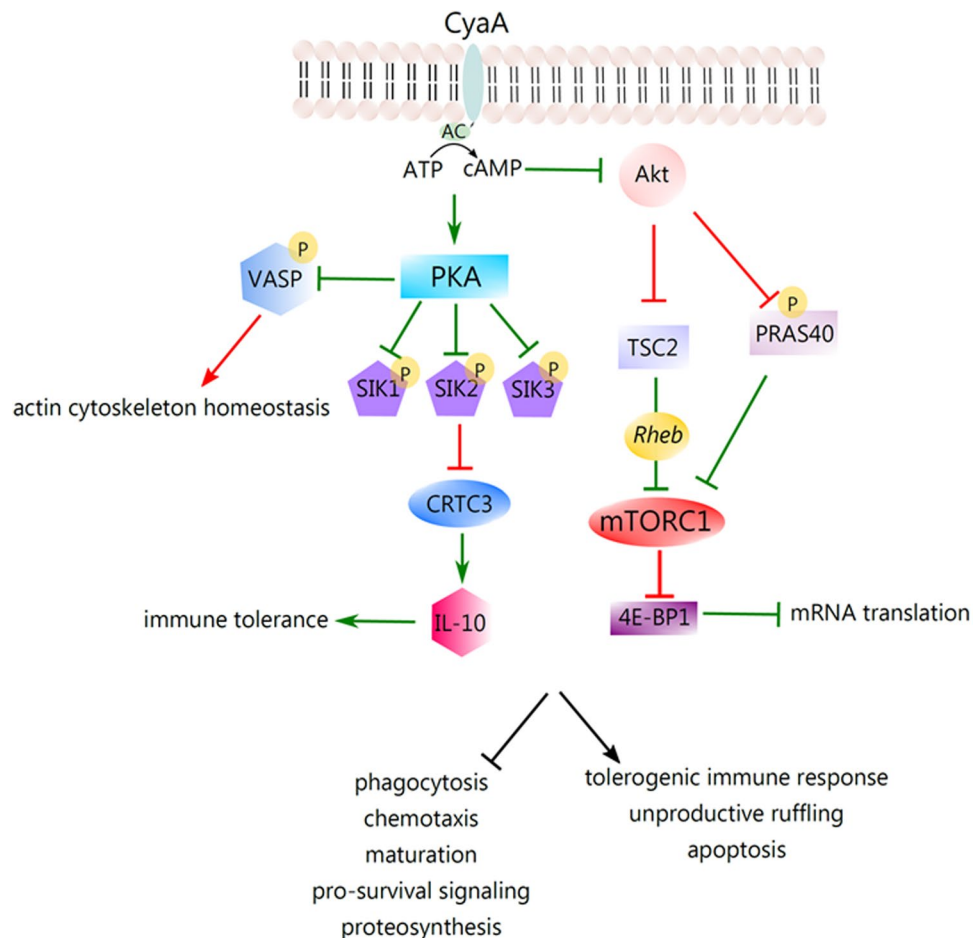 CyaA
AC
ATP
cAMP
Akt
P
VASP
PKA
P
PRAS40
TSC2
P
P
P
SIK1
SIK2
SIK3
actin cytoskeleton homeostasis
Rheb
CRTC3
mTORC1
immune tolerance
IL-10
4E-BP1
mRNA translation
phagocytosis
chemotaxis
maturation
pro-survival signaling
proteosynthesis
tolerogenic immune response
unproductive ruffling
apoptosis